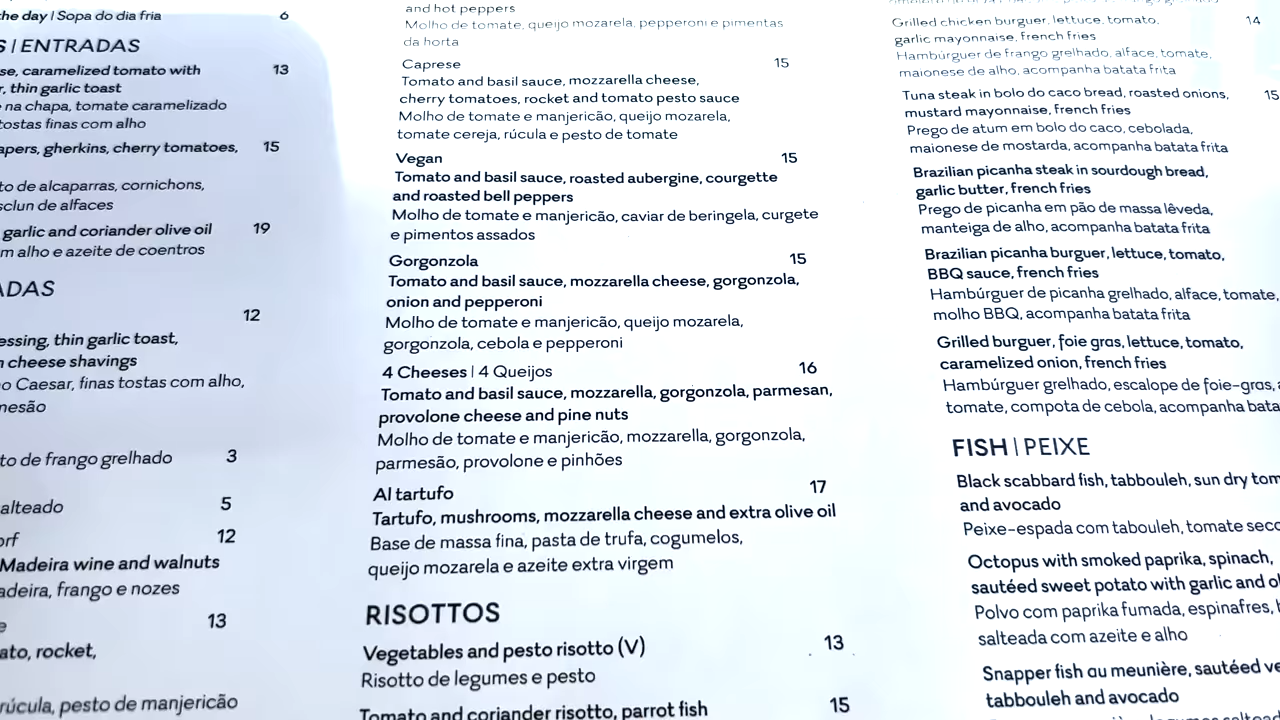 the day | Sopa do dia fria 6
S | ENTRADAS
se, caramelized tomato with 13
r, thin garlic toast
na chapa, tomate caramelizado
tostas finas com alho
apers, gherkins, cherry tomatoes, 15
to de alcaparras, cornichons,
sclun de alfaces
garlic and coriander olive oil 19
m alho e azeite de coentros
ADAS
12
essing, thin garlic toast,
n cheese shavings
o Caesar, finas tostas com alho,
mesão
to de frango grelhado 3
alteado 5
orf 12
Madeira wine and walnuts
adeira, frango e nozes
e 13
ato, rocket,
rúcula, pesto de manjericão
and hot peppers
Molho de tomate, queijo mozarela, pepperoni e pimentas
da horta
Caprese 15
Tomato and basil sauce, mozzarella cheese,
cherry tomatoes, rocket and tomato pesto sauce
Molho de tomate e manjericão, queijo mozarela,
tomate cereja, rúcula e pesto de tomate
Vegan 15
Tomato and basil sauce, roasted aubergine, courgette
and roasted bell peppers
Molho de tomate e manjericão, caviar de beringela, curgete
e pimentos assados
Gorgonzola 15
Tomato and basil sauce, mozzarella cheese, gorgonzola,
onion and pepperoni
Molho de tomate e manjericão, queijo mozarela,
gorgonzola, cebola e pepperoni
4 Cheeses | 4 Queijos 16
Tomato and basil sauce, mozzarella, gorgonzola, parmesan,
provolone cheese and pine nuts
Molho de tomate e manjericão, mozzarella, gorgonzola,
parmesão, provolone e pinhões
Al tartufo 17
Tartufo, mushrooms, mozzarella cheese and extra olive oil
Base de massa fina, pasta de trufa, cogumelos,
queijo mozarela e azeite extra virgem
RISOTTOS
Vegetables and pesto risotto (V) 13
Risotto de legumes e pesto
Tomato and coriander risotto, parrot fish 15
Grilled chicken burguer, lettuce, tomato, 14
garlic mayonnaise, french fries
Hambúrguer de frango grelhado, alface, tomate,
maionese de alho, acompanha batata frita
Tuna steak in bolo do caco bread, roasted onions, 15
mustard mayonnaise, french fries
Prego de atum em bolo do caco, cebolada,
maionese de mostarda, acompanha batata frita
Brazilian picanha steak in sourdough bread,
garlic butter, french fries
Prego de picanha em pão de massa lêveda,
manteiga de alho, acompanha batata frita
Brazilian picanha burguer, lettuce, tomato,
BBQ sauce, french fries
Hambúrguer de picanha grelhado, alface, tomate,
molho BBQ, acompanha batata frita
Grilled burguer, foie gras, lettuce, tomato,
caramelized onion, french fries
Hambúrguer grelhado, escalope de foie-gras, a
tomate, compota de cebola, acompanha bata
FISH | PEIXE
Black scabbard fish, tabbouleh, sun dry tom
and avocado
Peixe-espada com tabouleh, tomate seco
Octopus with smoked paprika, spinach,
sautéed sweet potato with garlic and ol
Polvo com paprika fumada, espinafres, b
salteada com azeite e alho
Snapper fish au meunière, sautéed ve
tabbouleh and avocado